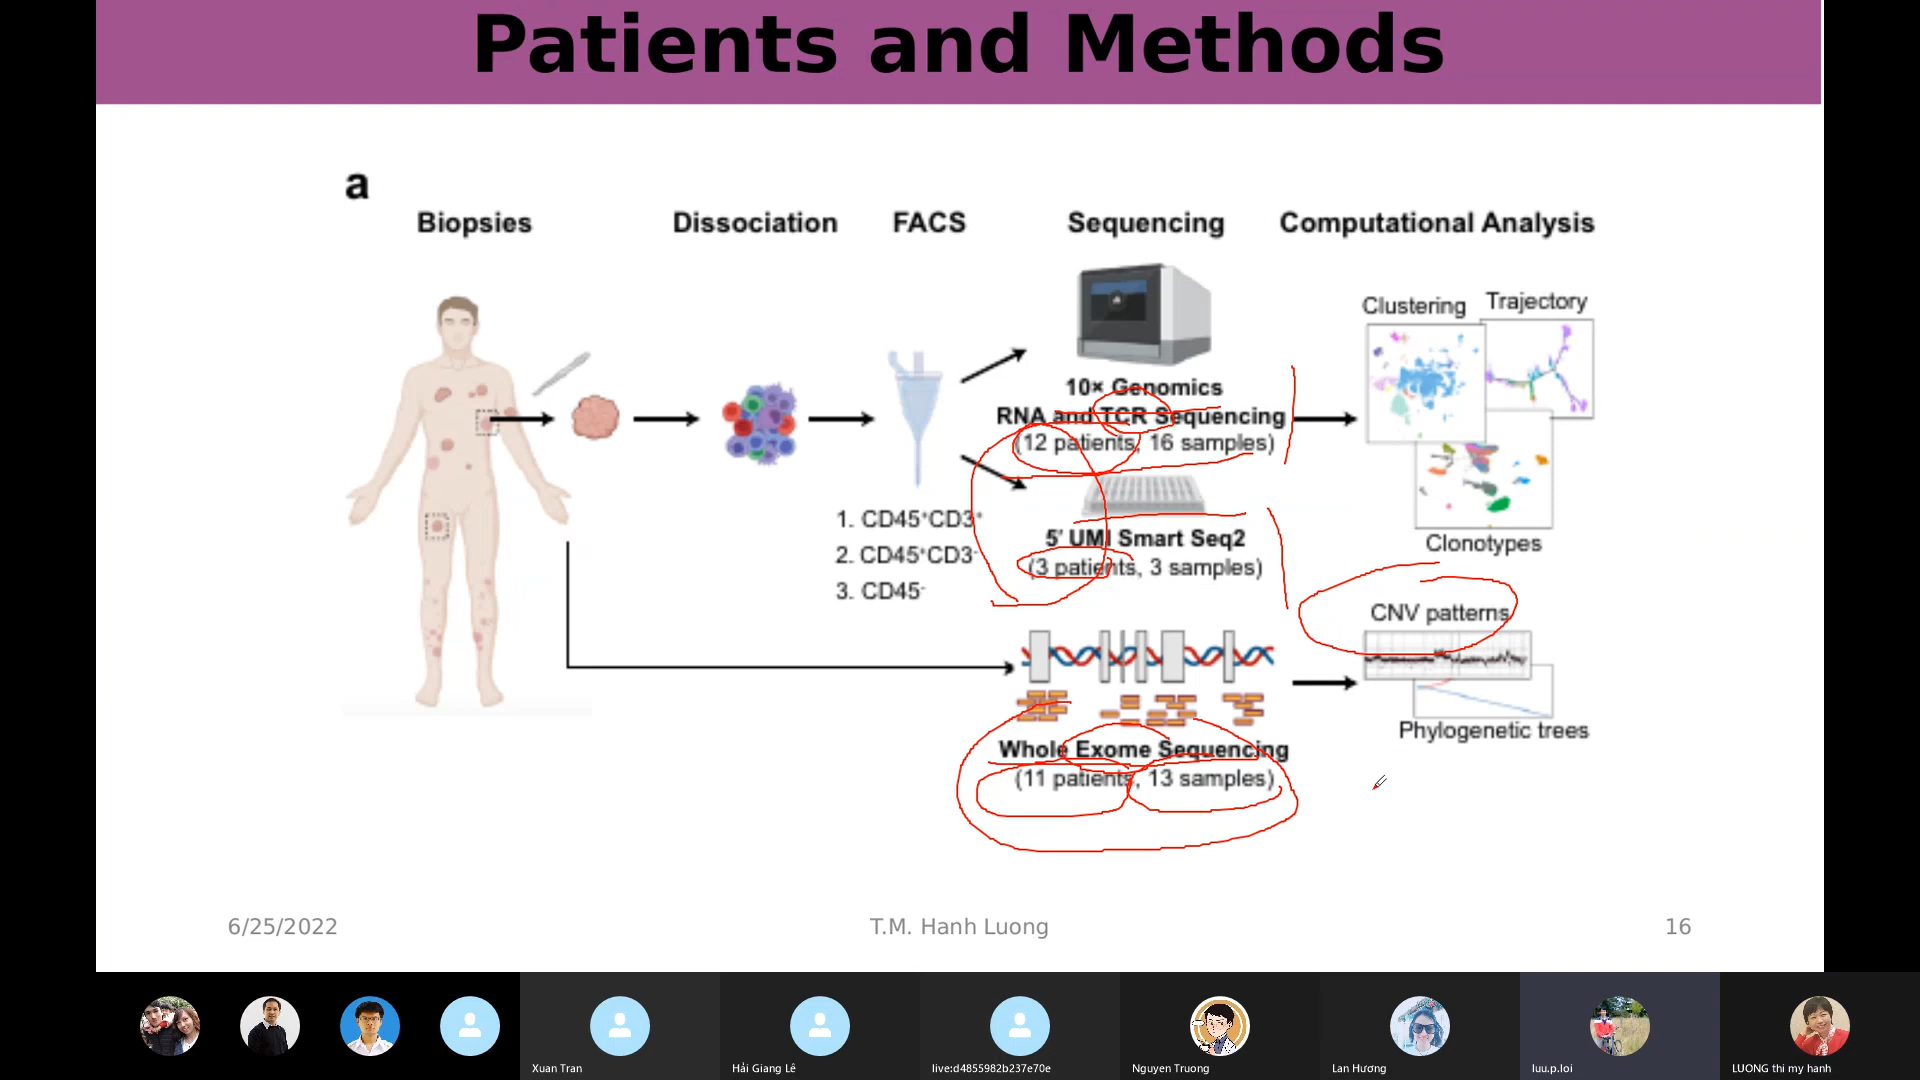 Patients and Methods
a
Biopsies
Dissociation
FACS
Sequencing
Computational Analysis
Clustering
Trajectory
10× Genomics
RNA and TCR Sequencing
(12 patients, 16 samples)
1. CD45⁺CD3⁺
2. CD45⁺CD3⁻
3. CD45⁻
5' UMI Smart Seq2
(3 patients, 3 samples)
Clonotypes
CNV patterns
Phylogenetic trees
Whole Exome Sequencing
(11 patients, 13 samples)
6/25/2022
T.M. Hanh Luong
16
Xuan Tran
Hải Giang Lê
live:d4855982b237e70e
Nguyen Truong
Lan Hương
luu.p.loi
LUONG thi my hanh